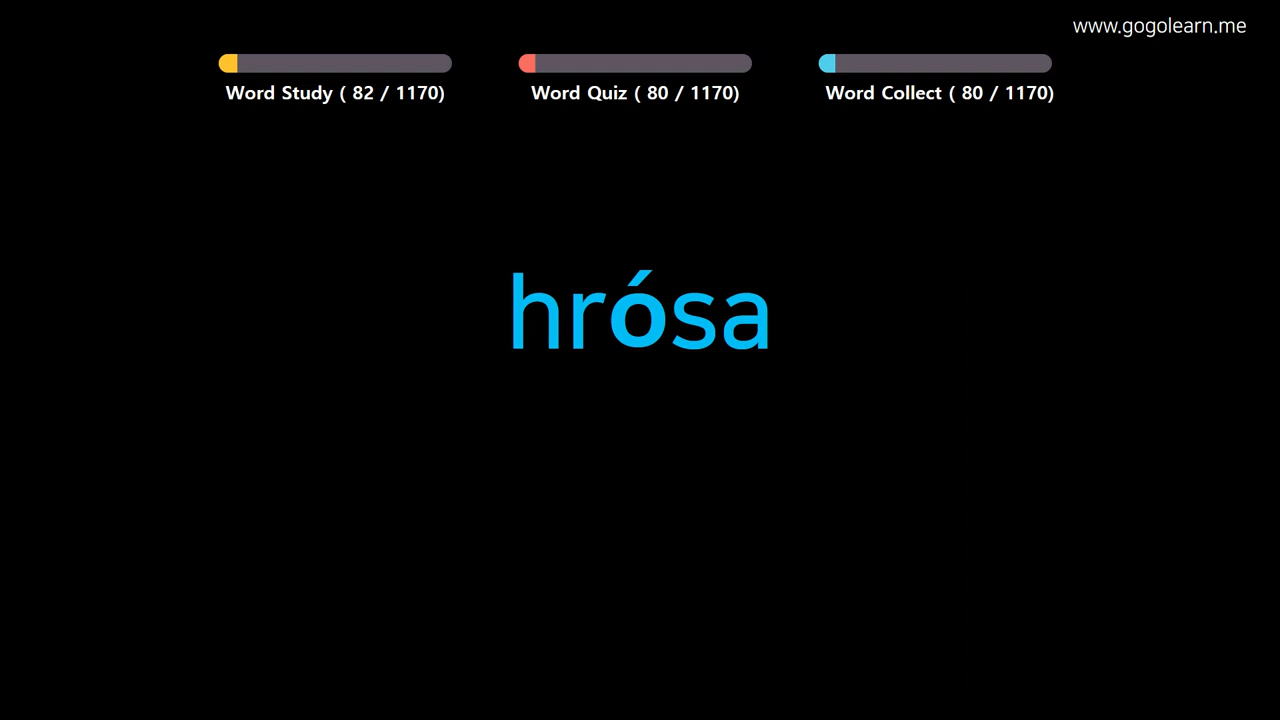 www.gogolearn.me
Word Study ( 82 / 1170)
Word Quiz ( 80 / 1170)
Word Collect ( 80 / 1170)
hrósa